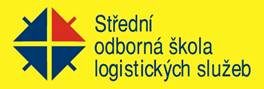 Střední
odborná škola
logistických služeb